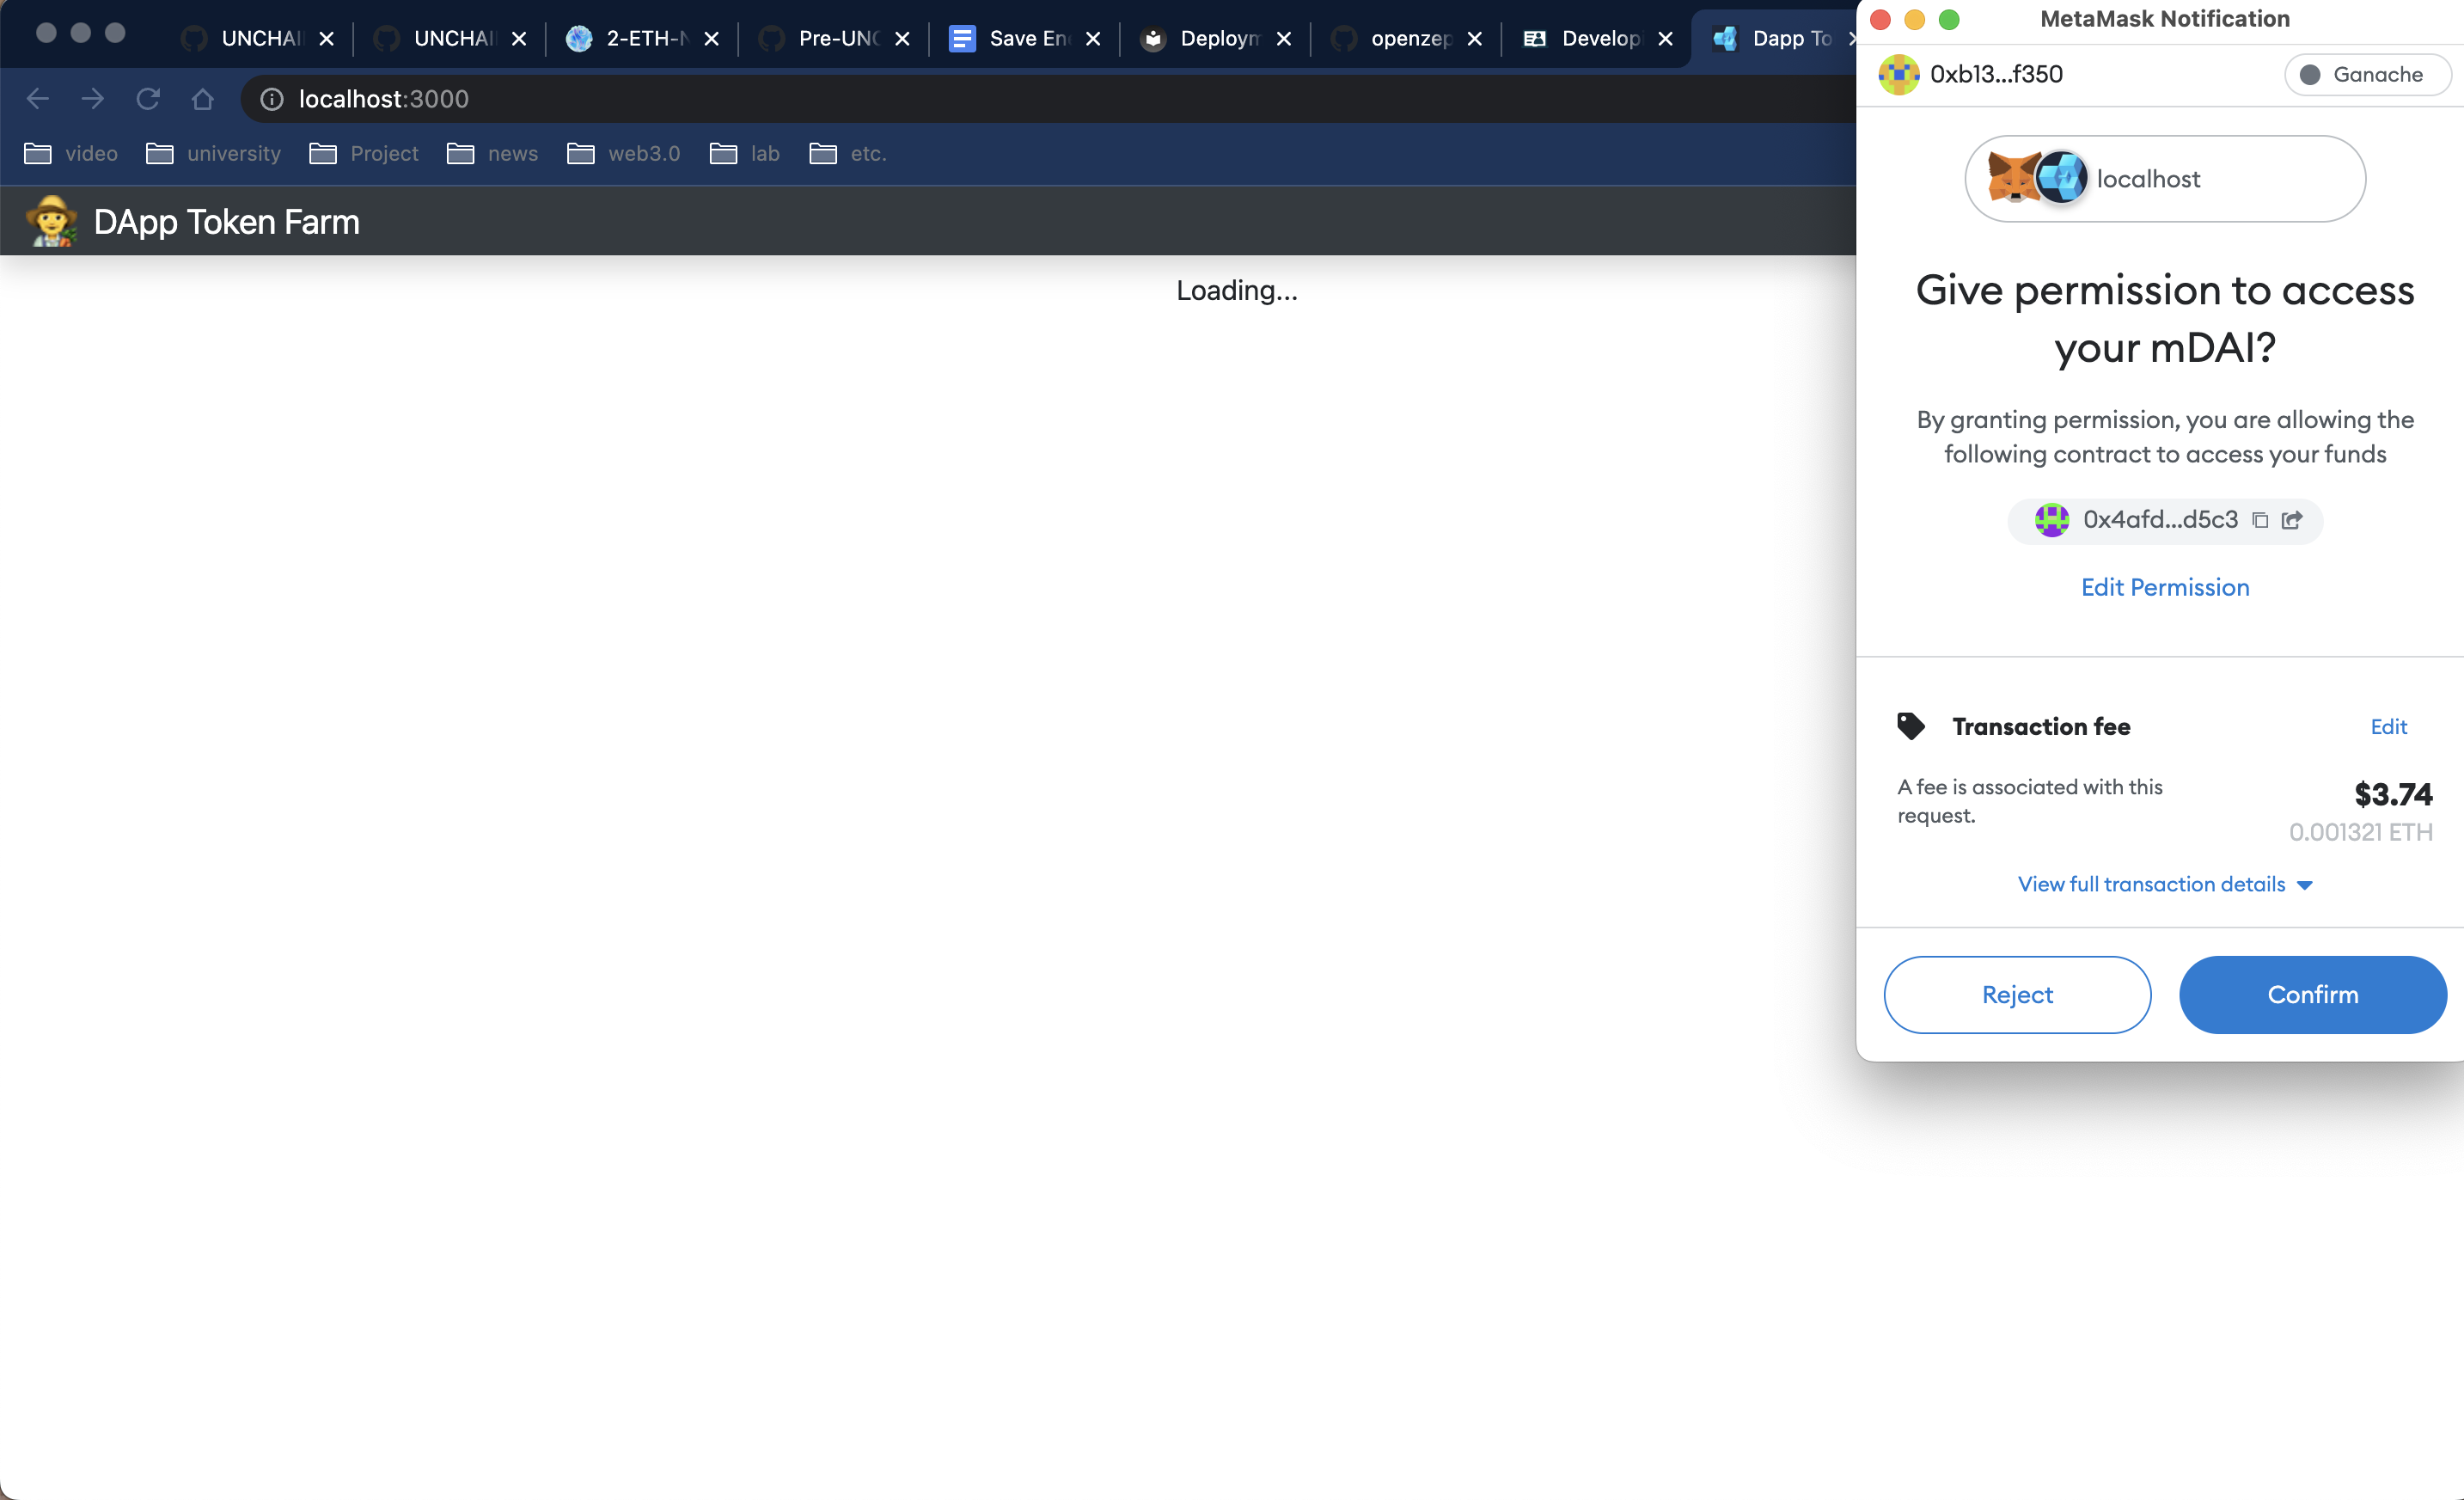 UNCHAI
UNCHAI
2-ETH-N
Pre-UNC
Save En
Deploym
openzep
Develop
Dapp To
localhost:3000
video
university
Project
news
web3.0
lab
etc.
DApp Token Farm
Loading...
MetaMask Notification
0xb13...f350
Ganache
localhost
Give permission to access
your mDAI?
By granting permission, you are allowing the
following contract to access your funds
0x4afd...d5c3
Edit Permission
Transaction fee
Edit
A fee is associated with this
request.
$3.74
0.001321 ETH
View full transaction details
Reject
Confirm